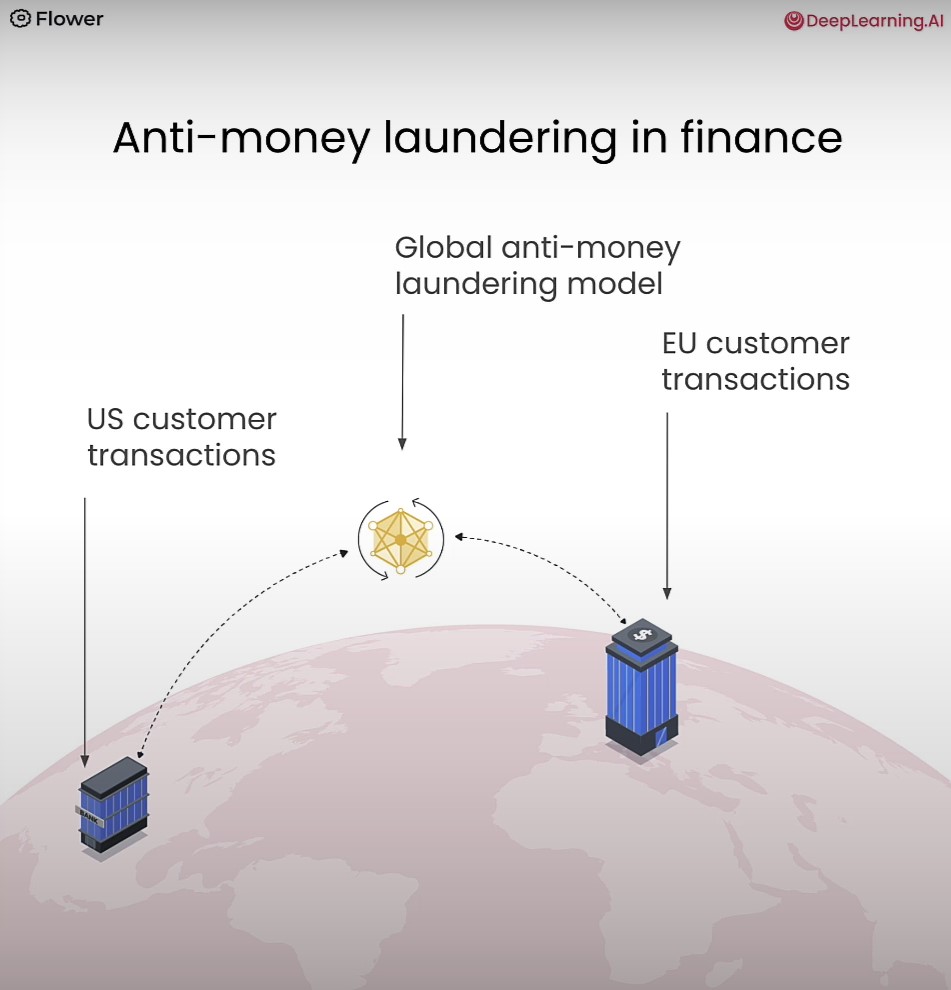 Flower
DeepLearning.AI
Anti-money laundering in finance
Global anti-money
laundering model
EU customer
transactions
US customer
transactions
$
BANK